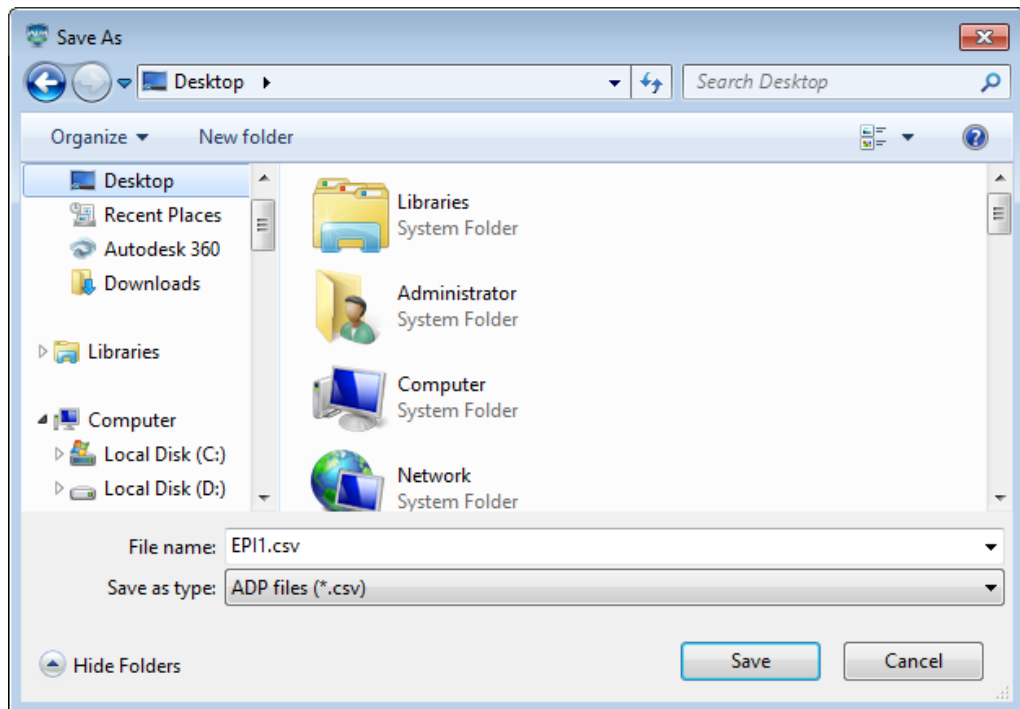 Save As
Desktop
Search Desktop
Organize
New folder
Desktop
Recent Places
Autodesk 360
Downloads
Libraries
Computer
Local Disk (C:)
Local Disk (D:)
Libraries
System Folder
Administrator
System Folder
Computer
System Folder
Network
System Folder
File name: EPI1.csv
Save as type: ADP files (*.csv)
Hide Folders
Save
Cancel